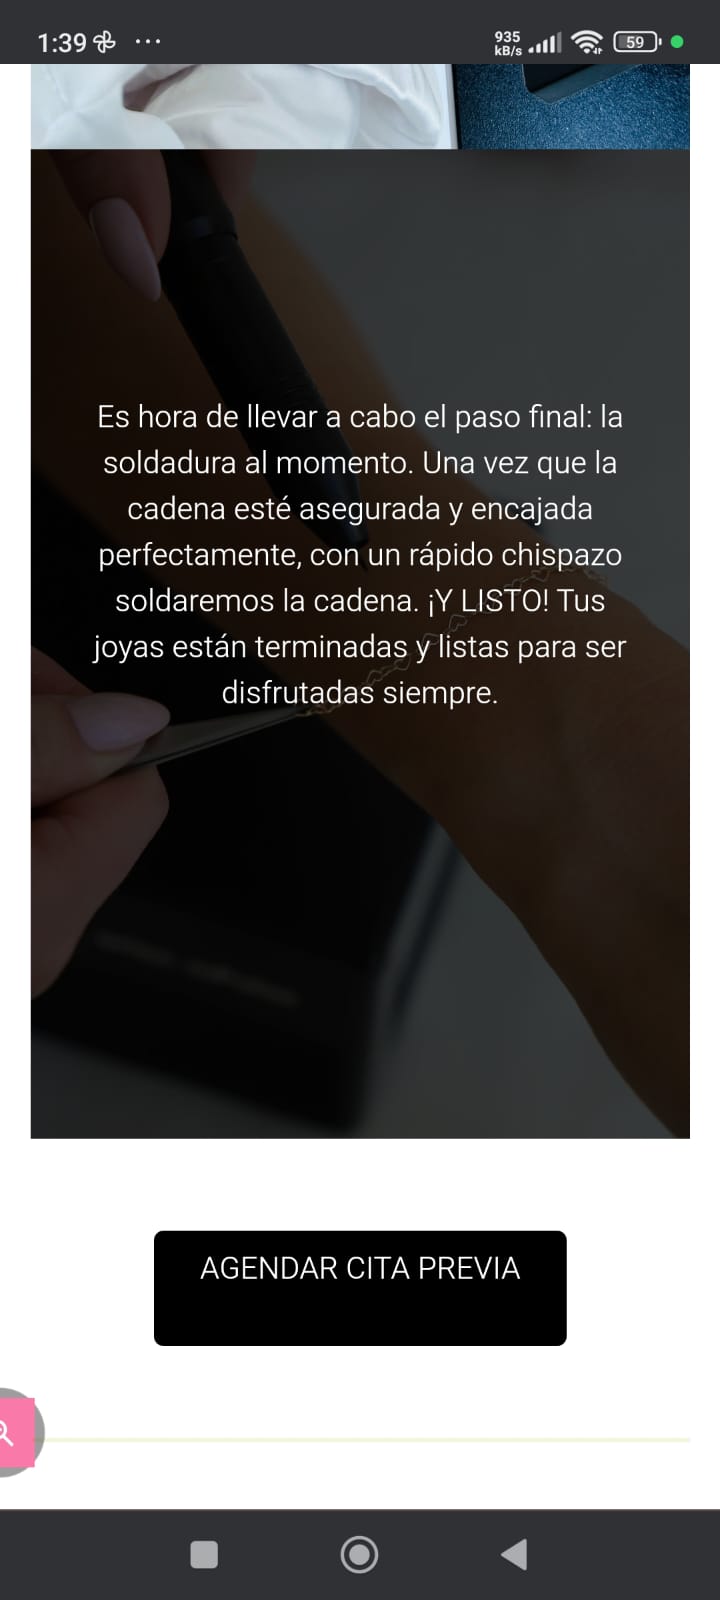 1:39
935
kB/s
59
Es hora de llevar a cabo el paso final: la
soldadura al momento. Una vez que la
cadena esté asegurada y encajada
perfectamente, con un rápido chispazo
soldaremos la cadena. ¡Y LISTO! Tus
joyas están terminadas y listas para ser
disfrutadas siempre.
AGENDAR CITA PREVIA